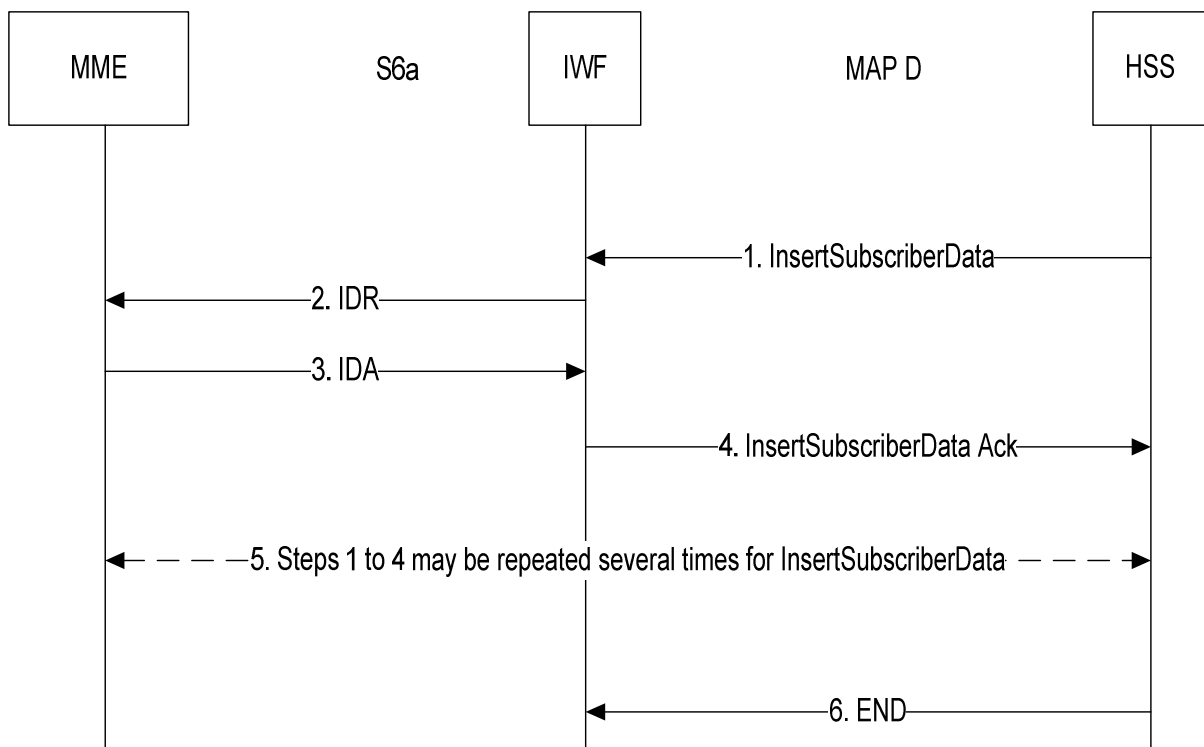 MME
S6a
IWF
MAP D
HSS
1. InsertSubscriberData
2. IDR
3. IDA
4. InsertSubscriberData Ack
5. Steps 1 to 4 may be repeated several times for InsertSubscriberData
6. END